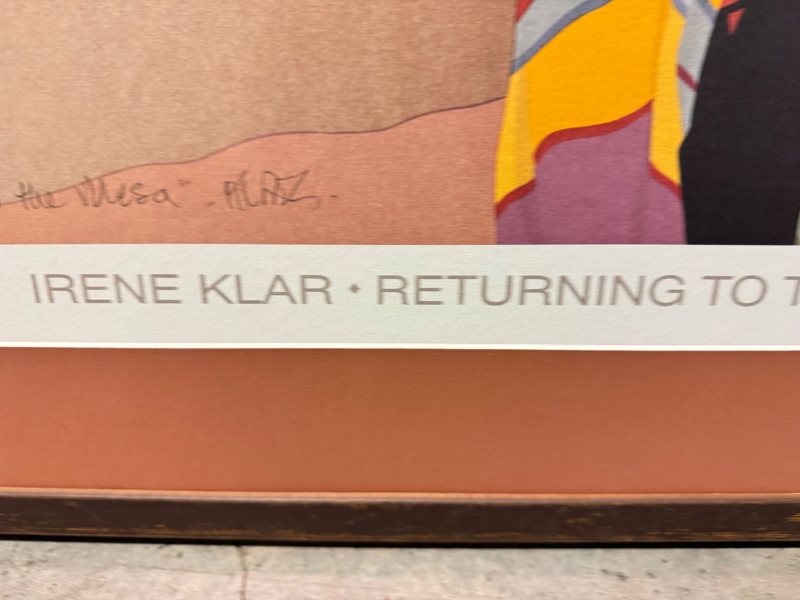 the Mesa" - KLAR -
IRENE KLAR • RETURNING TO T